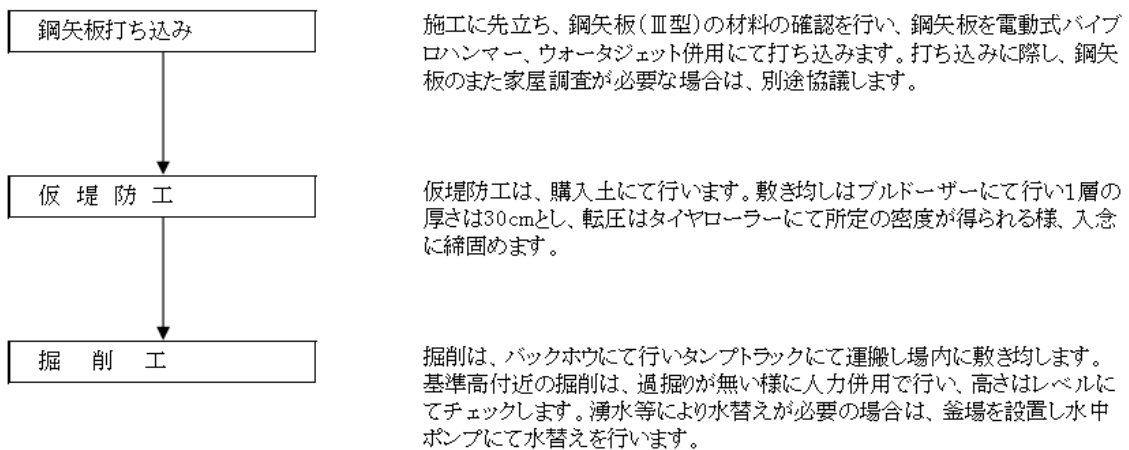 鋼矢板打ち込み
施工に先立ち、鋼矢板(Ⅲ型)の材料の確認を行い、鋼矢板を電動式バイブ
ロハンマー、ウォータジェット併用にて打ち込みます。打ち込みに際し、鋼矢
板のまた家屋調査が必要な場合は、別途協議します。
仮 堤 防 工
仮堤防工は、購入土にて行います。敷き均しはブルドーザーにて行い1層の
厚さは30cmとし、転圧はタイヤローラーにて所定の密度が得られる様、入念
に締固めます。
掘 削 工
掘削は、バックホウにて行いタンプトラックにて運搬し場内に敷き均します。
基準高付近の掘削は、過掘りが無い様に人力併用で行い、高さはレベルに
てチェックします。湧水等により水替えが必要の場合は、釜場を設置し水中
ポンプにて水替えを行います。